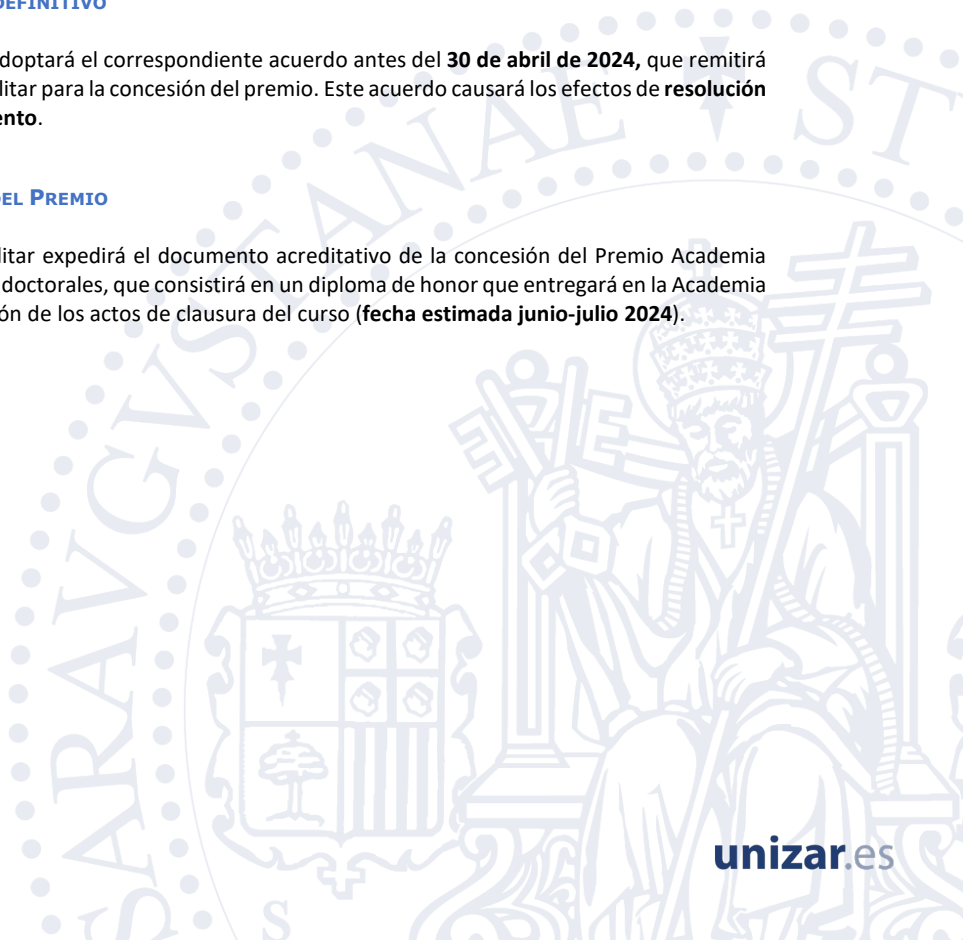 DEFINITIVO
doptará el correspondiente acuerdo antes del 30 de abril de 2024, que remitirá
litar para la concesión del premio. Este acuerdo causará los efectos de resolución
ento.
DEL PREMIO
litar expedirá el documento acreditativo de la concesión del Premio Academia
doctorales, que consistirá en un diploma de honor que entregará en la Academia
ón de los actos de clausura del curso (fecha estimada junio-julio 2024).
SARAVGVSTANAE ST
S
unizar.es